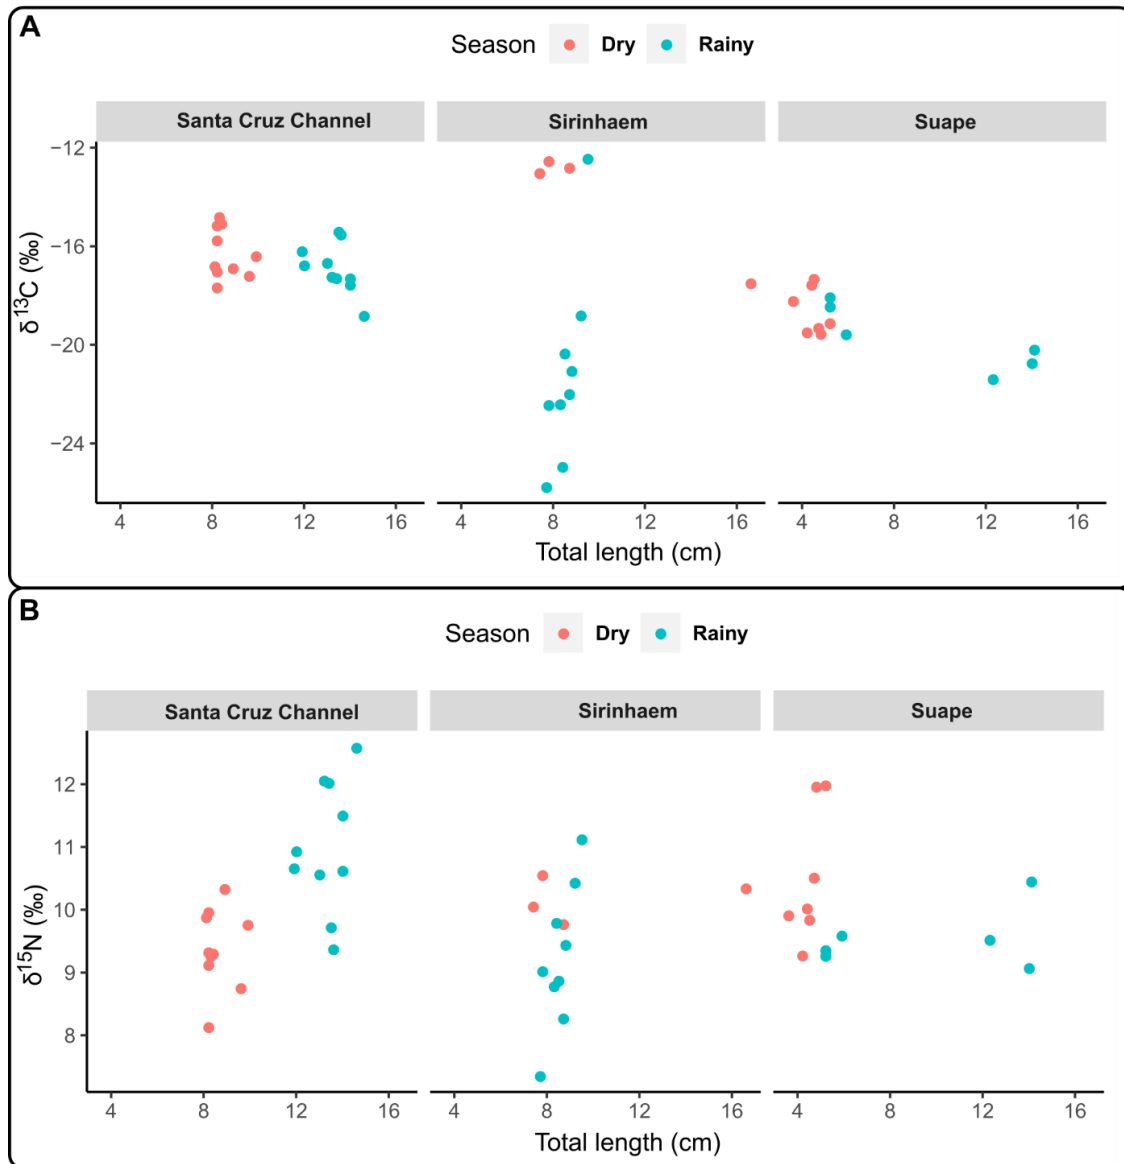 A
Season Dry Rainy
Santa Cruz Channel Sirinhaem Suape
−12
−16
−20
−24
δ13C (‰)
4 8 12 16 4 8 12 16 4 8 12 16
Total length (cm)
B
Season Dry Rainy
Santa Cruz Channel Sirinhaem Suape
12
11
10
9
8
δ15N (‰)
4 8 12 16 4 8 12 16 4 8 12 16
Total length (cm)